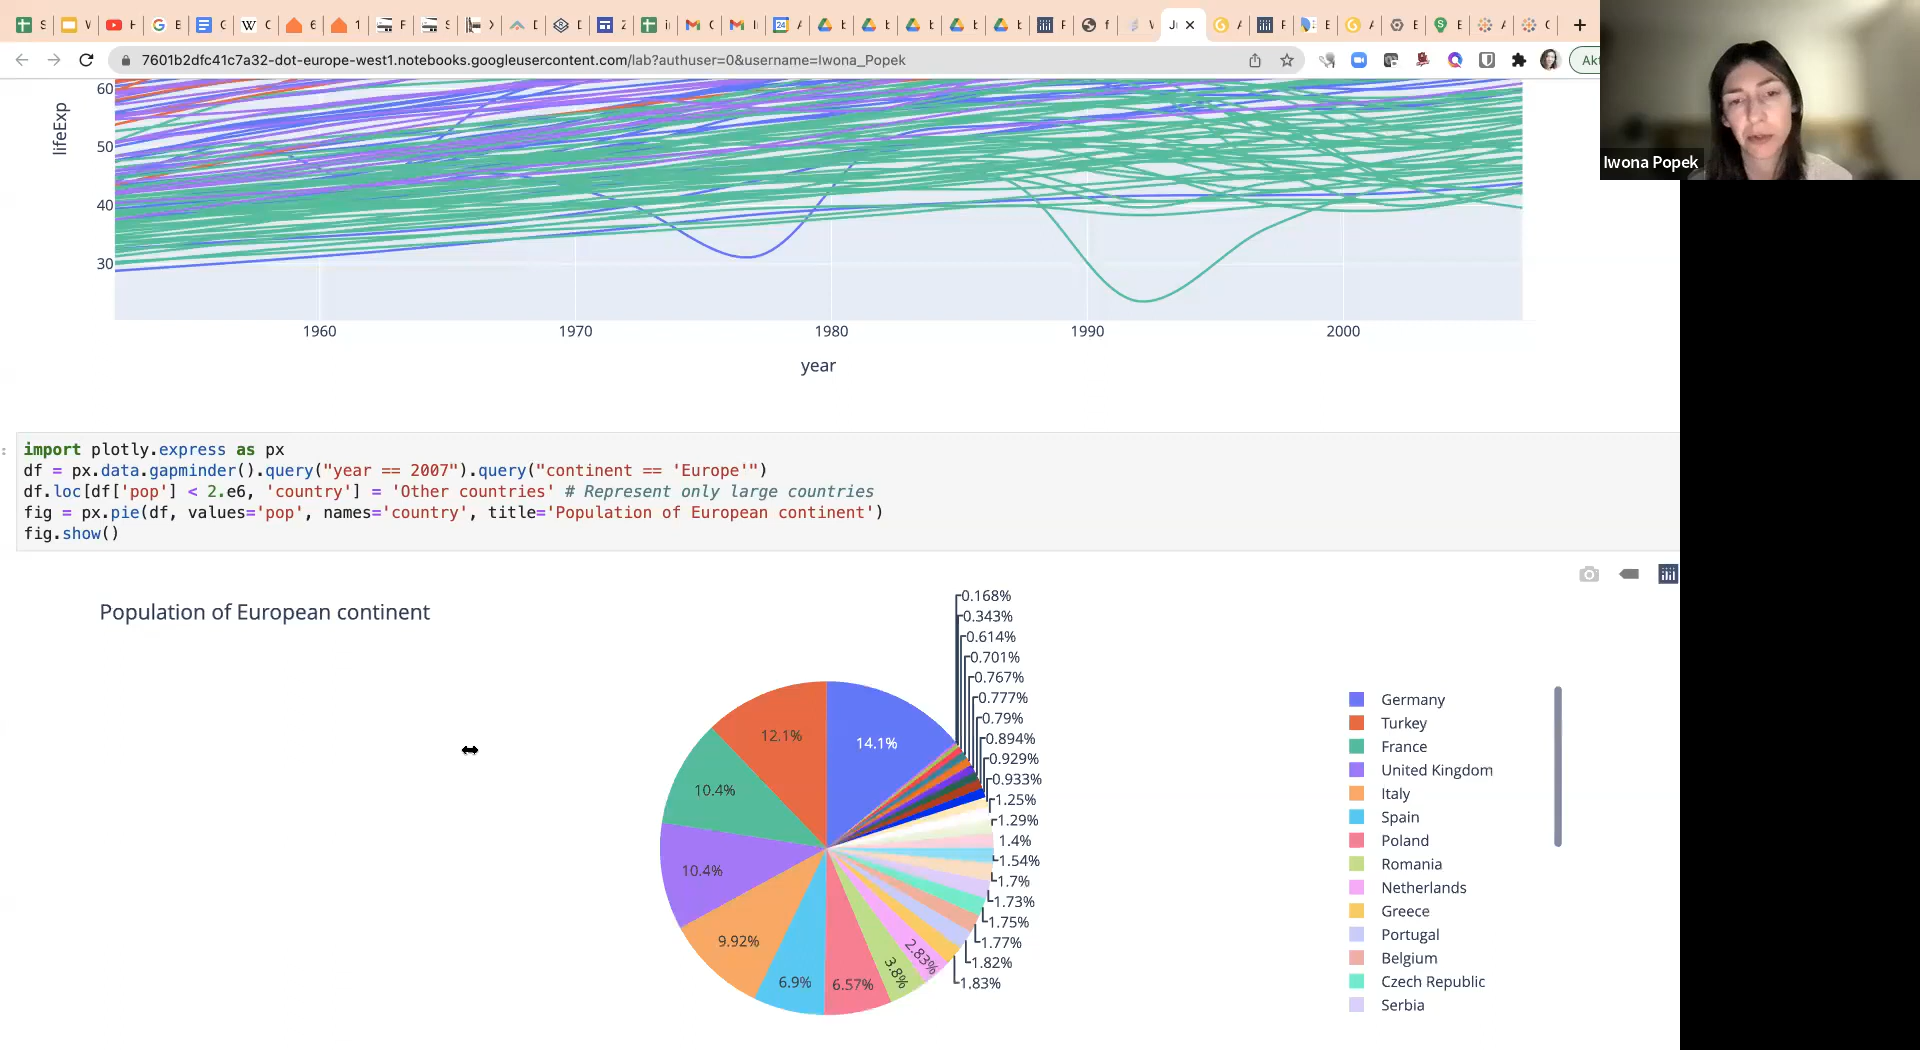 S
W
H
E
G
W
C
6
1
F
S
X
D
D
Z
i
C
I
24
A
b
b
b
b
b
F
f
W
J
A
F
E
A
E
E
A
C
7601b2dfc41c7a32-dot-europe-west1.notebooks.googleusercontent.com/lab?authuser=0&username=Iwona_Popek
Akt
Iwona Popek
lifeExp
60
50
40
30
1960
1970
1980
1990
2000
year
import plotly.express as px
df = px.data.gapminder().query("year == 2007").query("continent == 'Europe'")
df.loc[df['pop'] < 2.e6, 'country'] = 'Other countries' # Represent only large countries
fig = px.pie(df, values='pop', names='country', title='Population of European continent')
fig.show()
Population of European continent
0.168%
0.343%
0.614%
0.701%
0.767%
0.777%
0.79%
0.894%
0.929%
0.933%
1.25%
1.29%
1.4%
1.54%
1.7%
1.73%
1.75%
1.77%
1.82%
1.83%
14.1%
12.1%
10.4%
10.4%
9.92%
6.9%
6.57%
3.8%
2.83%
Germany
Turkey
France
United Kingdom
Italy
Spain
Poland
Romania
Netherlands
Greece
Portugal
Belgium
Czech Republic
Serbia